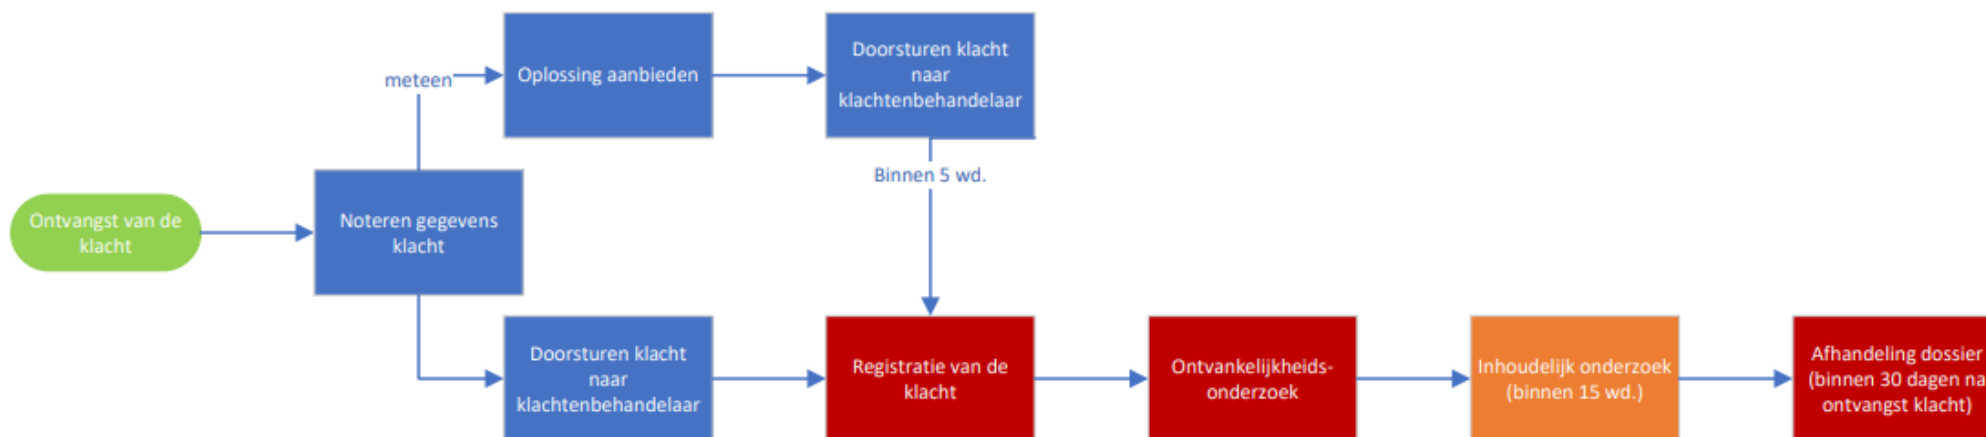 Ontvangst van de
klacht
Noteren gegevens
klacht
meteen
Oplossing aanbieden
Doorsturen klacht
naar
klachtenbehandelaar
Binnen 5 wd.
Doorsturen klacht
naar
klachtenbehandelaar
Registratie van de
klacht
Ontvankelijkheids-
onderzoek
Inhoudelijk onderzoek
(binnen 15 wd.)
Afhandeling dossier
(binnen 30 dagen na
ontvangst klacht)